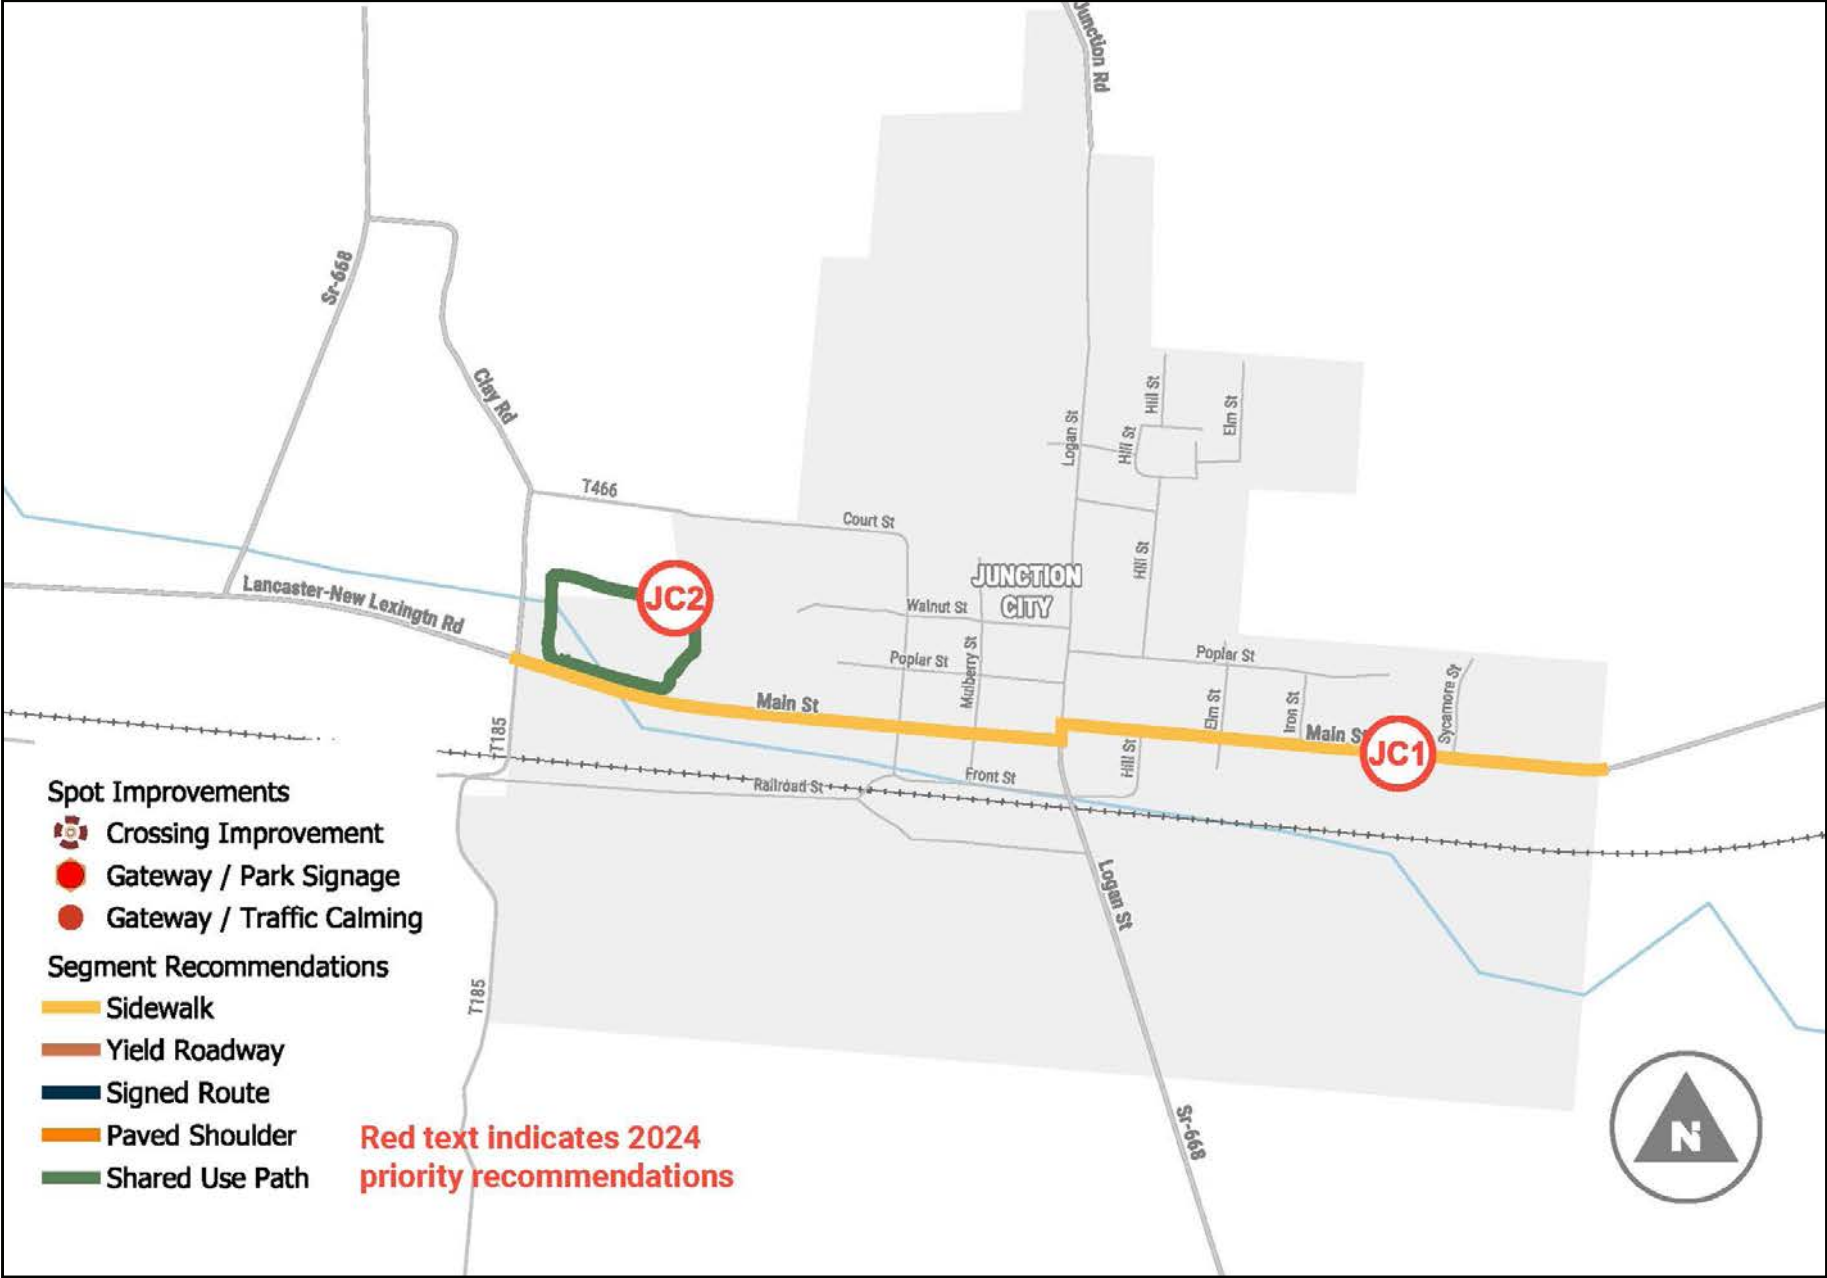 Junction Rd
Sr-668
Clay Rd
Hill St
Elm St
Logan St
Hill St
T466
Court St
Hill St
JUNCTION
CITY
JC2
Lancaster-New Lexingtn Rd
Walnut St
Mulberry St
Poplar St
Poplar St
Sycamore St
Elm St
Iron St
Main St
Main St
JC1
T185
Hill St
Front St
Railroad St
Logan St
T185
Sr-668
Spot Improvements
Crossing Improvement
Gateway / Park Signage
Gateway / Traffic Calming
Segment Recommendations
Sidewalk
Yield Roadway
Signed Route
Paved Shoulder
Shared Use Path
Red text indicates 2024
priority recommendations
N